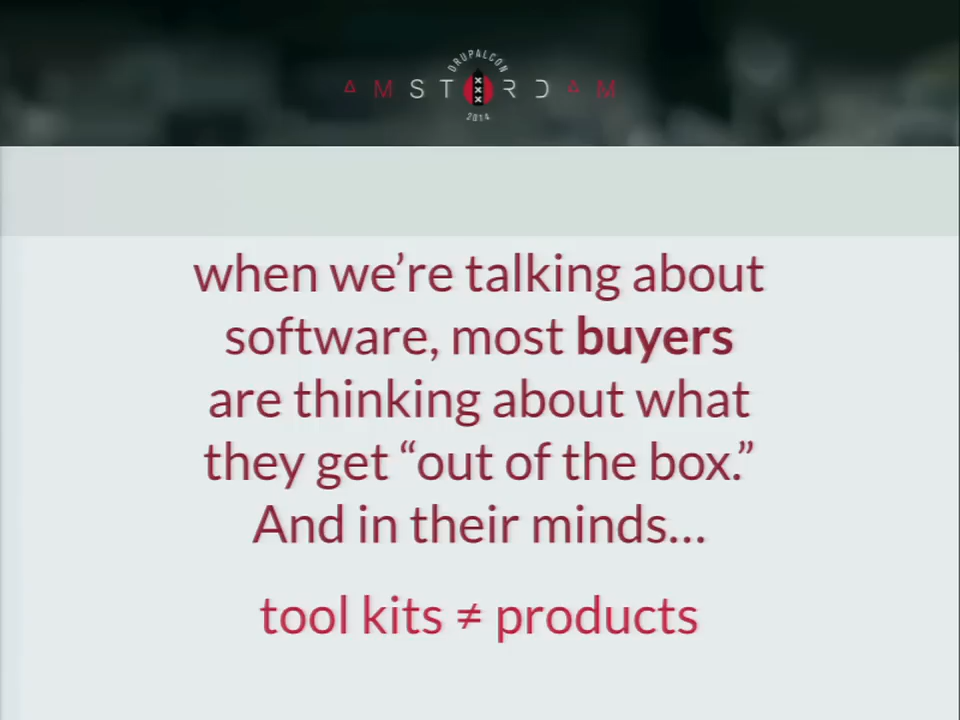 DRUPALCON
AMSTERDAM
2014
when we’re talking about
software, most buyers
are thinking about what
they get “out of the box.”
And in their minds...
tool kits ≠ products